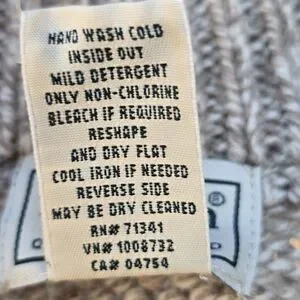 HAND WASH COLD
INSIDE OUT
MILD DETERGENT
ONLY NON-CHLORINE
BLEACH IF REQUIRED
RESHAPE
AND DRY FLAT
COOL IRON IF NEEDED
REVERSE SIDE
MAY BE DRY CLEANED
RN# 71341
VN# 1008732
CA# 04754